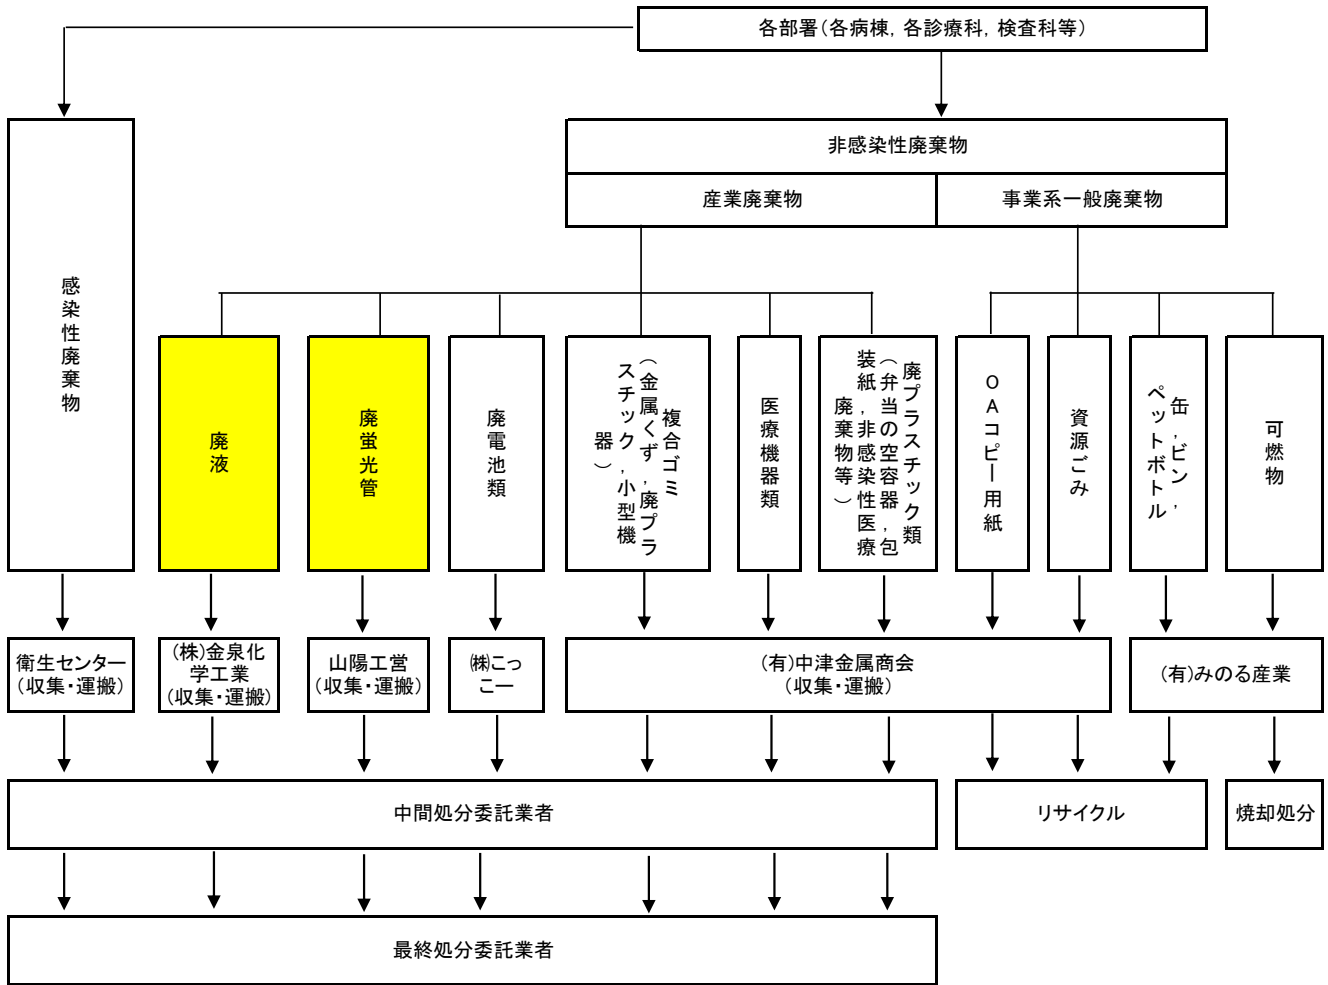 各部署(各病棟, 各診療科, 検査科等)
非感染性廃棄物
産業廃棄物
事業系一般廃棄物
感染性廃棄物
廃液
廃蛍光管
廃電池類
複合ゴミ
(金属くず, 廃プラ
スチック, 小型機
器)
医療機器類
廃プラスチック類
(弁当の空容器, 包
装紙, 非感染性医療
廃棄物等)
OAコピー用紙
資源ごみ
缶, ビン,
ペットボトル
可燃物
衛生センター
(収集・運搬)
(株)金泉化
学工業
(収集・運搬)
山陽工営
(収集・運搬)
㈱こっ
こー
(有)中津金属商会
(収集・運搬)
(有)みのる産業
中間処分委託業者
リサイクル
焼却処分
最終処分委託業者